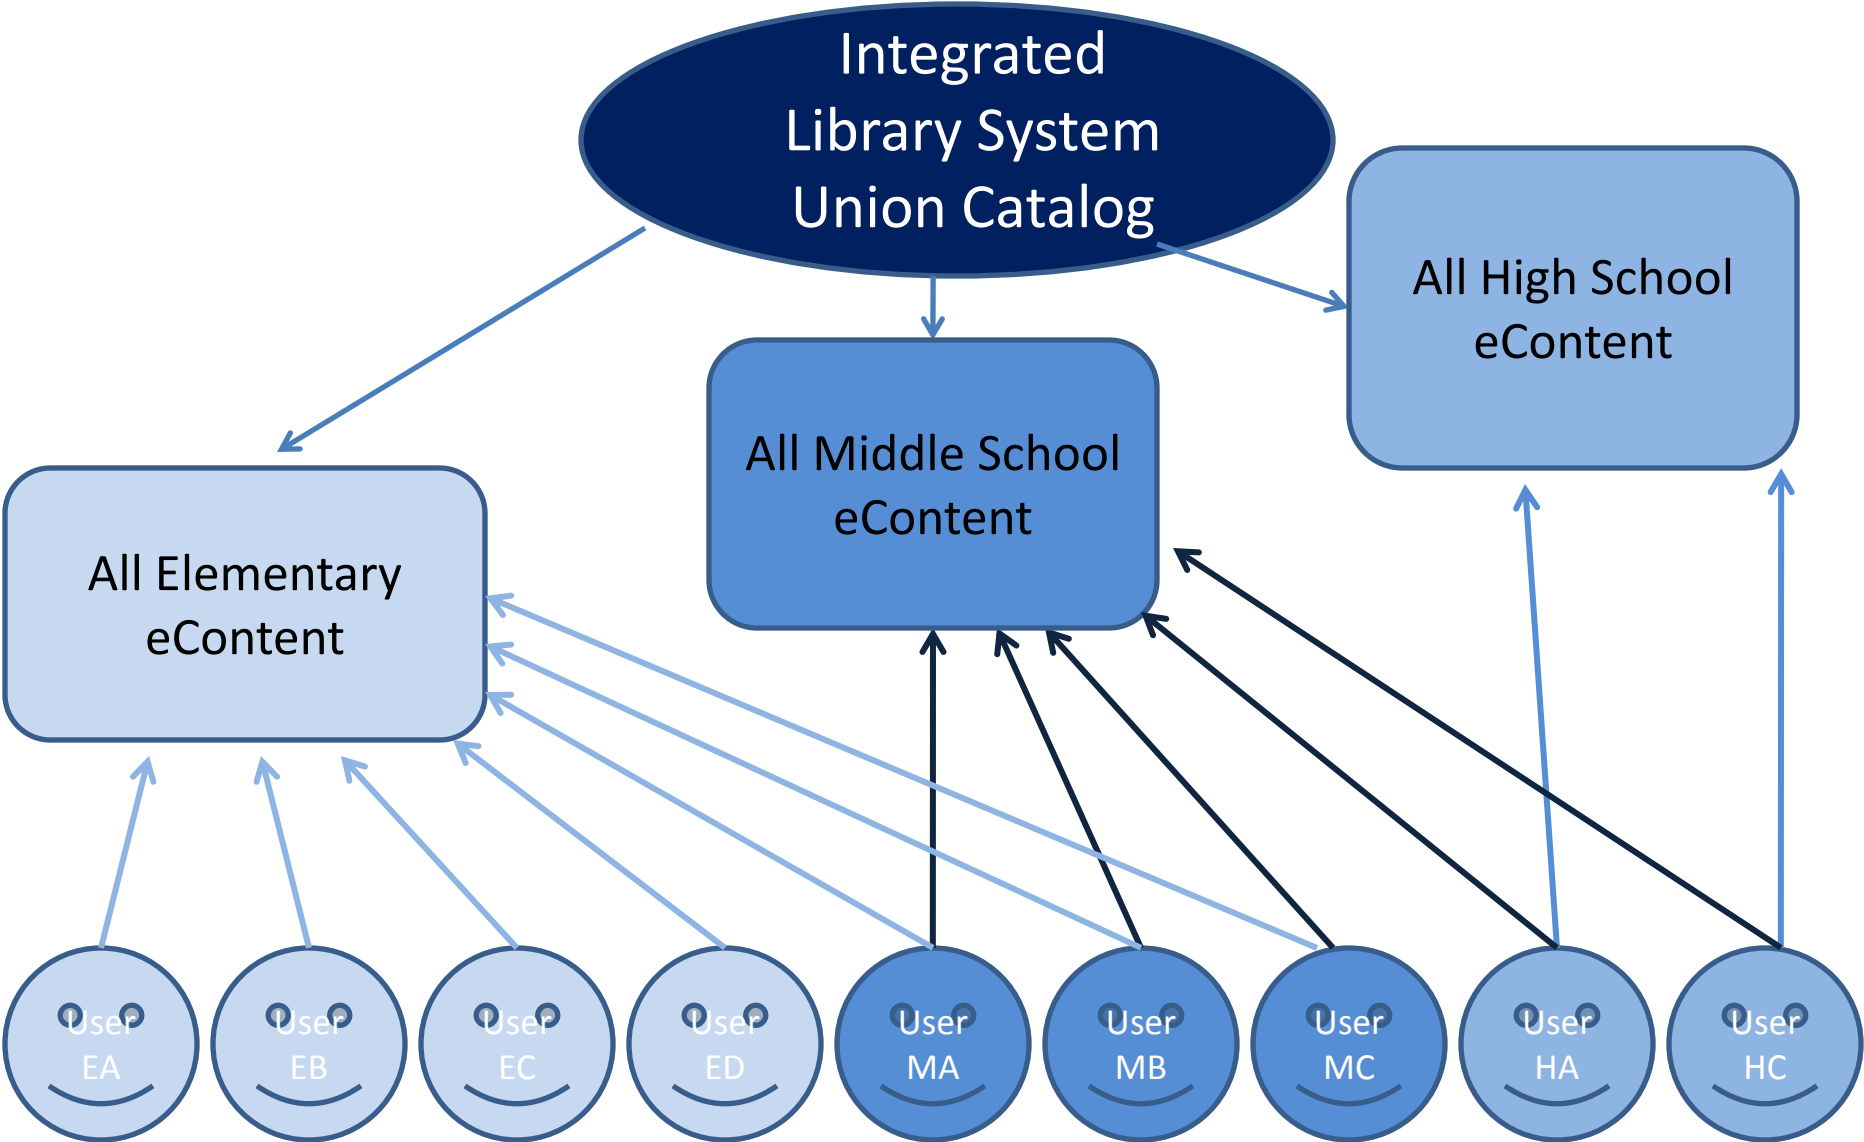 Integrated
Library System
Union Catalog
All High School
eContent
All Middle School
eContent
All Elementary
eContent
User
EA
User
EB
User
EC
User
ED
User
MA
User
MB
User
MC
User
HA
User
HC